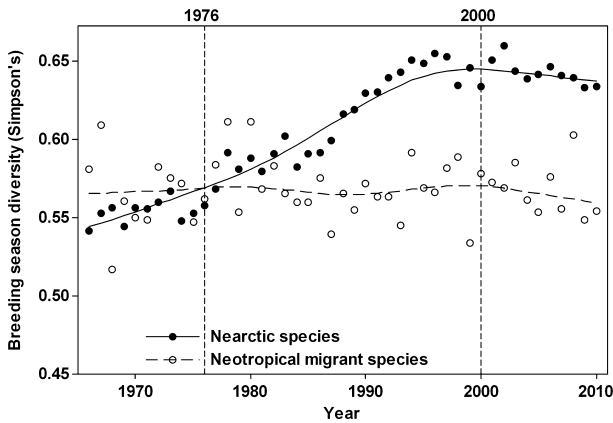 1976 2000
Breeding season diversity (Simpson's)
0.65
0.60
0.55
0.50
0.45
Nearctic species
Neotropical migrant species
1970 1980 1990 2000 2010
Year